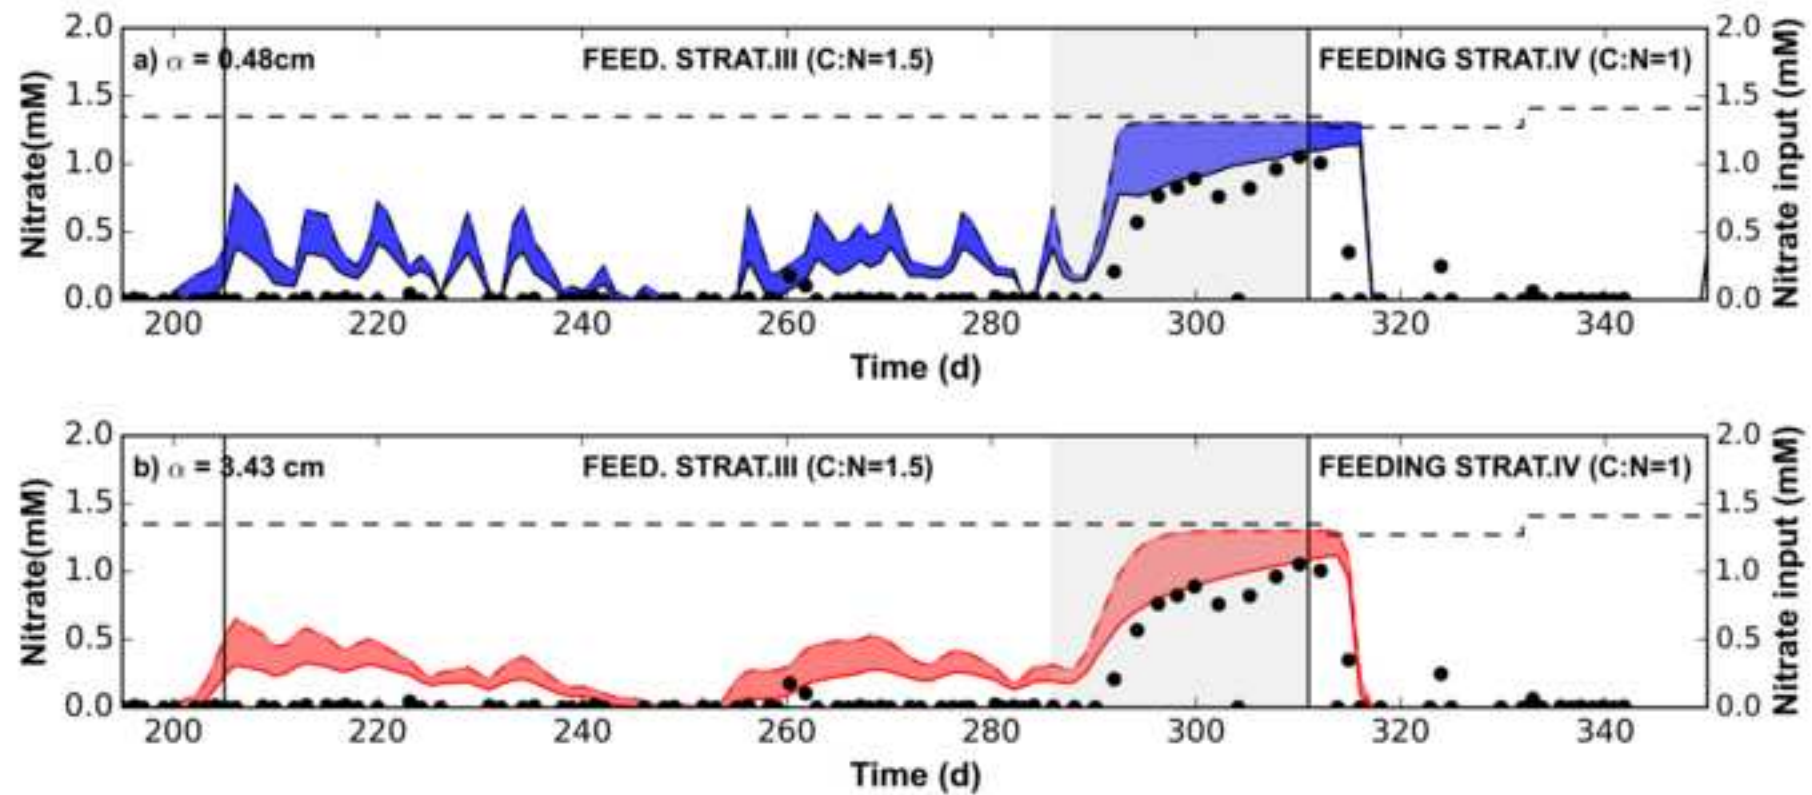 a) α = 0.48cm FEED. STRAT.III (C:N=1.5) FEEDING STRAT.IV (C:N=1)
Nitrate(mM)
2.0 1.5 1.0 0.5 0.0
200 220 240 260 280 300 320 340
Time (d)
2.0 1.5 1.0 0.5 0.0
Nitrate input (mM)
b) α = 3.43 cm FEED. STRAT.III (C:N=1.5) FEEDING STRAT.IV (C:N=1)
Nitrate(mM)
2.0 1.5 1.0 0.5 0.0
200 220 240 260 280 300 320 340
Time (d)
2.0 1.5 1.0 0.5 0.0
Nitrate input (mM)